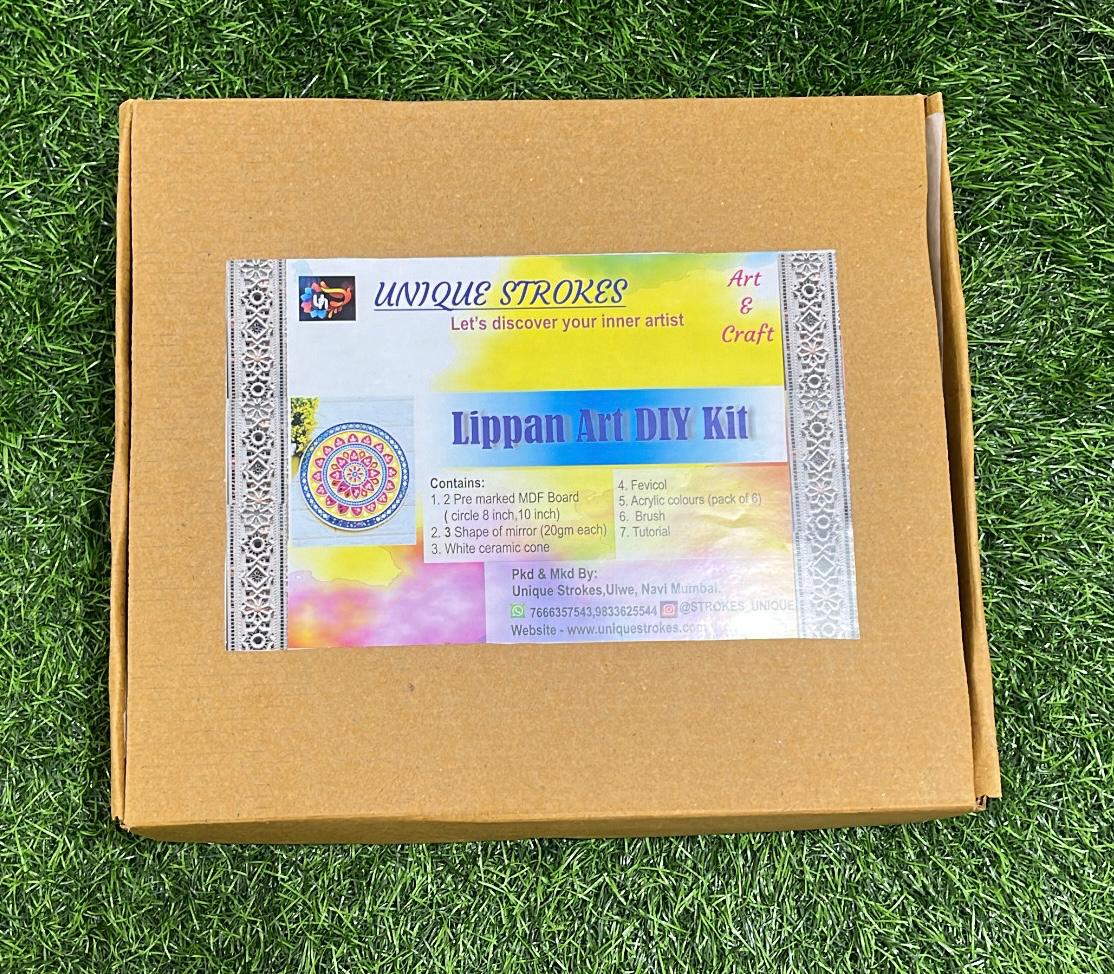 UNIQUE STROKES
Let's discover your inner artist
Art
&
Craft
Lippan Art DIY Kit
Contains:
1. 2 Pre marked MDF Board
( circle 8 inch,10 inch)
2. 3 Shape of mirror (20gm each)
3. White ceramic cone
4. Fevicol
5. Acrylic colours (pack of 6)
6. Brush
7. Tutorial
Pkd & Mkd By:
Unique Strokes,Ulwe, Navi Mumbai.
7666357543,9833625544 @STROKES_UNIQUE
Website - www.uniquestrokes.com